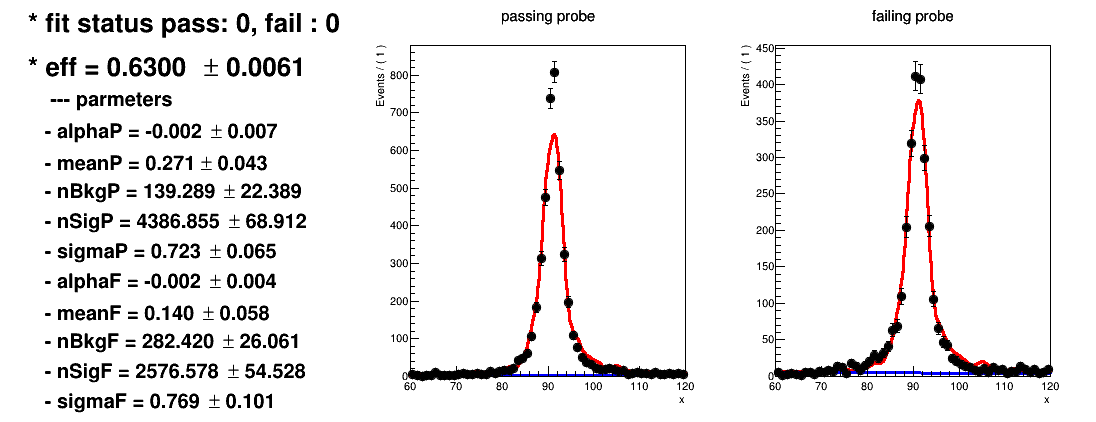 * fit status pass: 0, fail : 0
* eff = 0.6300 ± 0.0061
--- parmeters
- alphaP = -0.002 ± 0.007
- meanP = 0.271 ± 0.043
- nBkgP = 139.289 ± 22.389
- nSigP = 4386.855 ± 68.912
- sigmaP = 0.723 ± 0.065
- alphaF = -0.002 ± 0.004
- meanF = 0.140 ± 0.058
- nBkgF = 282.420 ± 26.061
- nSigF = 2576.578 ± 54.528
- sigmaF = 0.769 ± 0.101
passing probe
Events / ( 1 )
800
700
600
500
400
300
200
100
0
60 70 80 90 100 110 120
x
failing probe
Events / ( 1 )
450
400
350
300
250
200
150
100
50
0
60 70 80 90 100 110 120
x